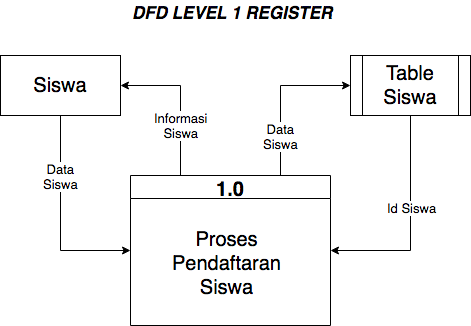 DFD LEVEL 1 REGISTER
Siswa
Table
Siswa
Informasi
Siswa
Data
Siswa
Data
Siswa
Id Siswa
1.0
Proses
Pendaftaran
Siswa